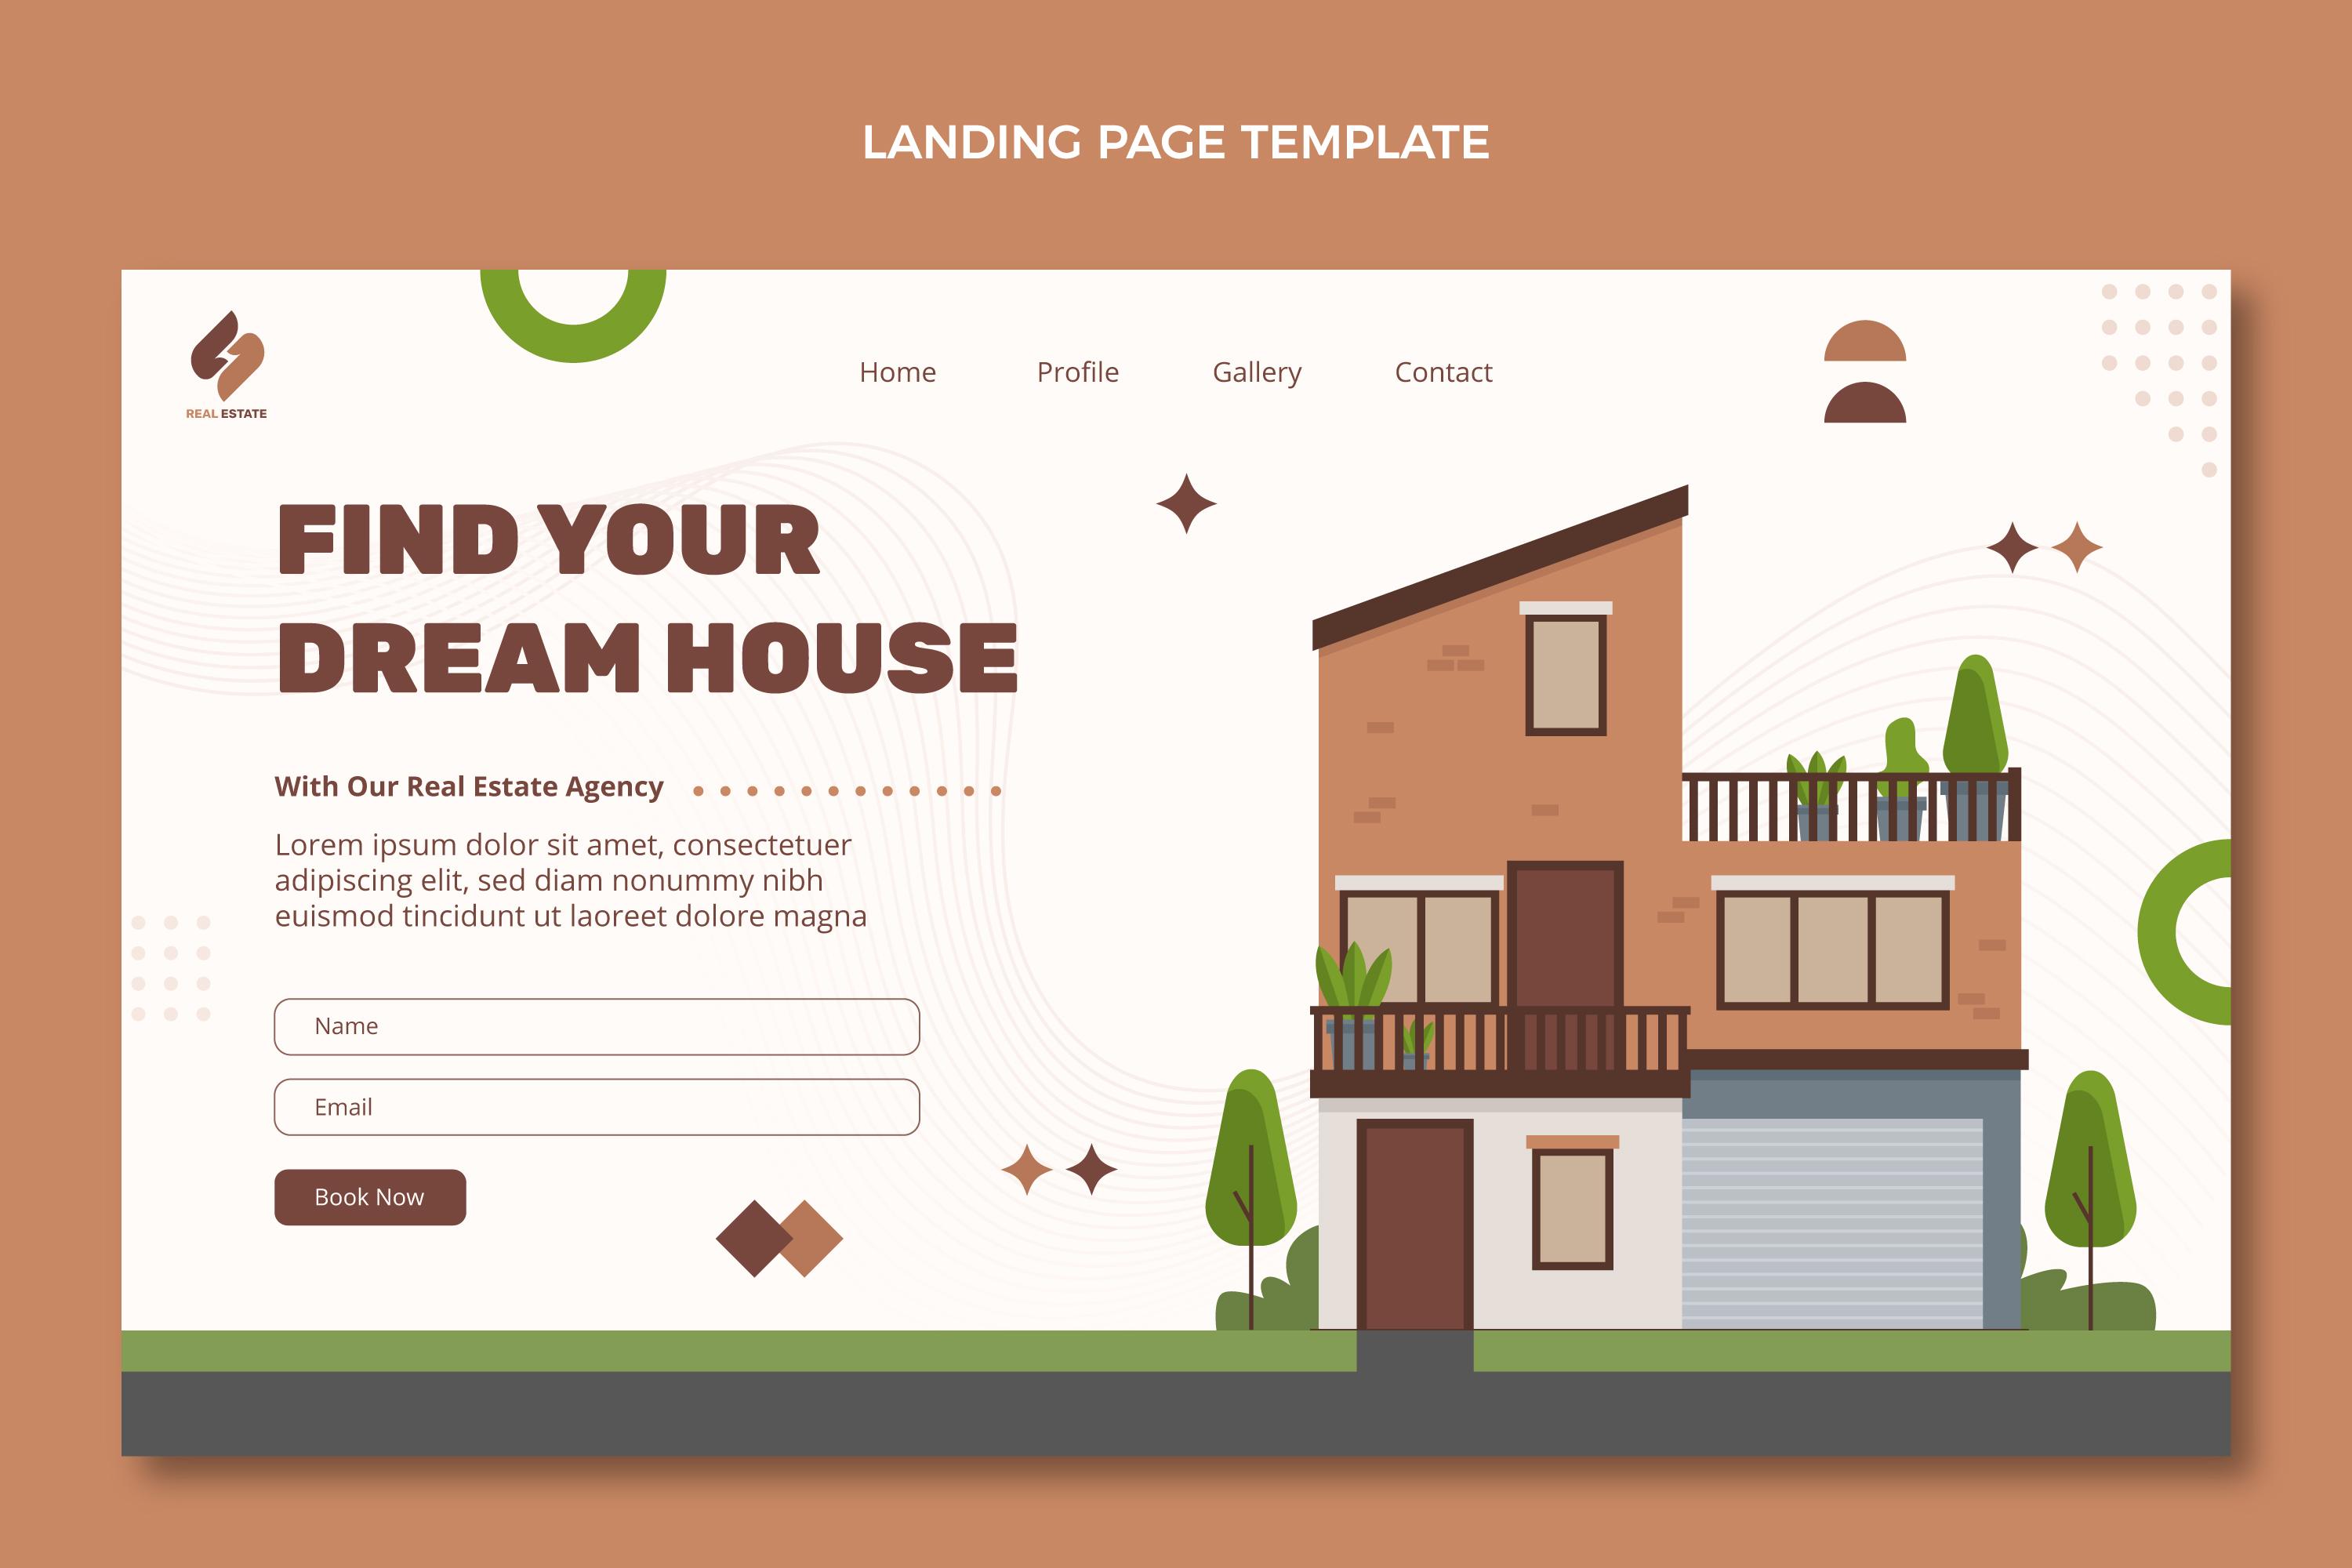 LANDING PAGE TEMPLATE
REAL ESTATE
Home
Profile
Gallery
Contact
FIND YOUR
DREAM HOUSE
With Our Real Estate Agency
Lorem ipsum dolor sit amet, consectetuer
adipiscing elit, sed diam nonummy nibh
euismod tincidunt ut laoreet dolore magna
Name
Email
Book Now